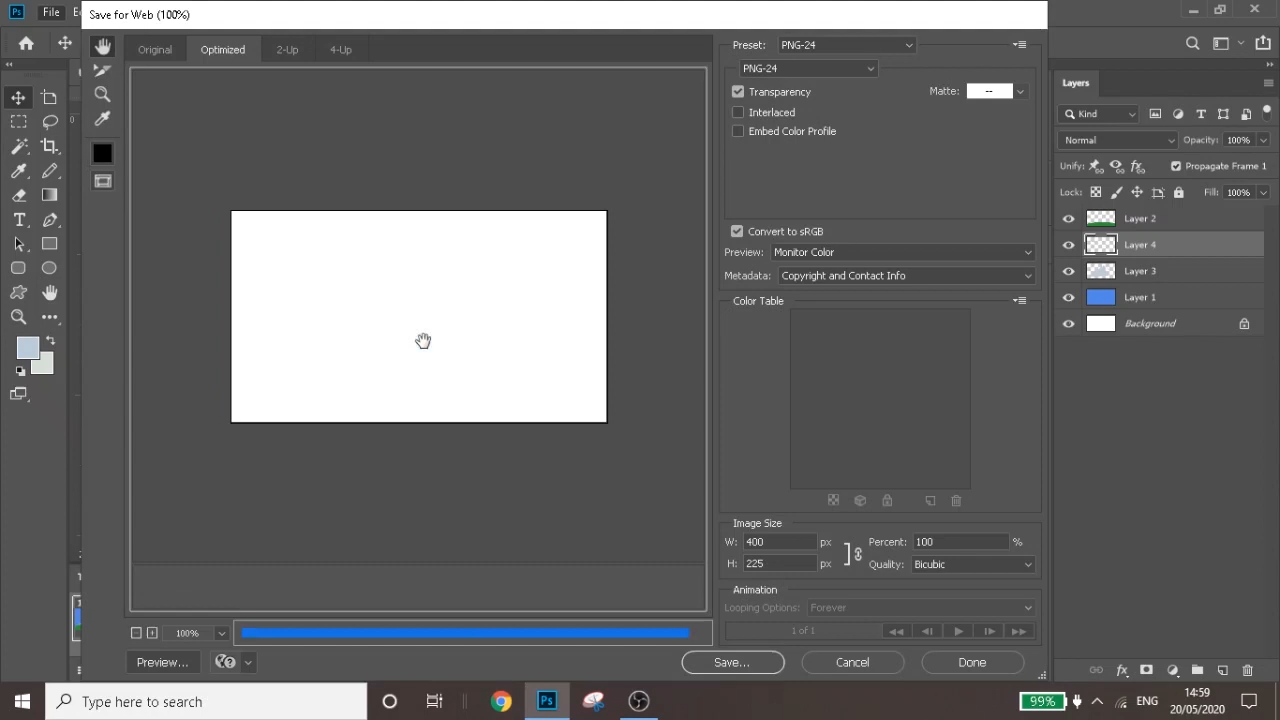 Save for Web (100%)
Ps
File
Original
Optimized
2-Up
4-Up
Preset:
PNG-24
PNG-24
Transparency
Matte:
--
Interlaced
Embed Color Profile
Convert to sRGB
Preview:
Monitor Color
Metadata:
Copyright and Contact Info
Color Table
Image Size
W:
400
px
Percent:
100
%
H:
225
px
Quality:
Bicubic
Animation
Looping Options:
Forever
1 of 1
100%
Preview...
Save...
Cancel
Done
Layers
Kind
Normal
Opacity:
100%
Unify:
Propagate Frame 1
Lock:
Fill:
100%
Layer 2
Layer 4
Layer 3
Layer 1
Background
Type here to search
Ps
99%
ENG
14:59
20/05/2020